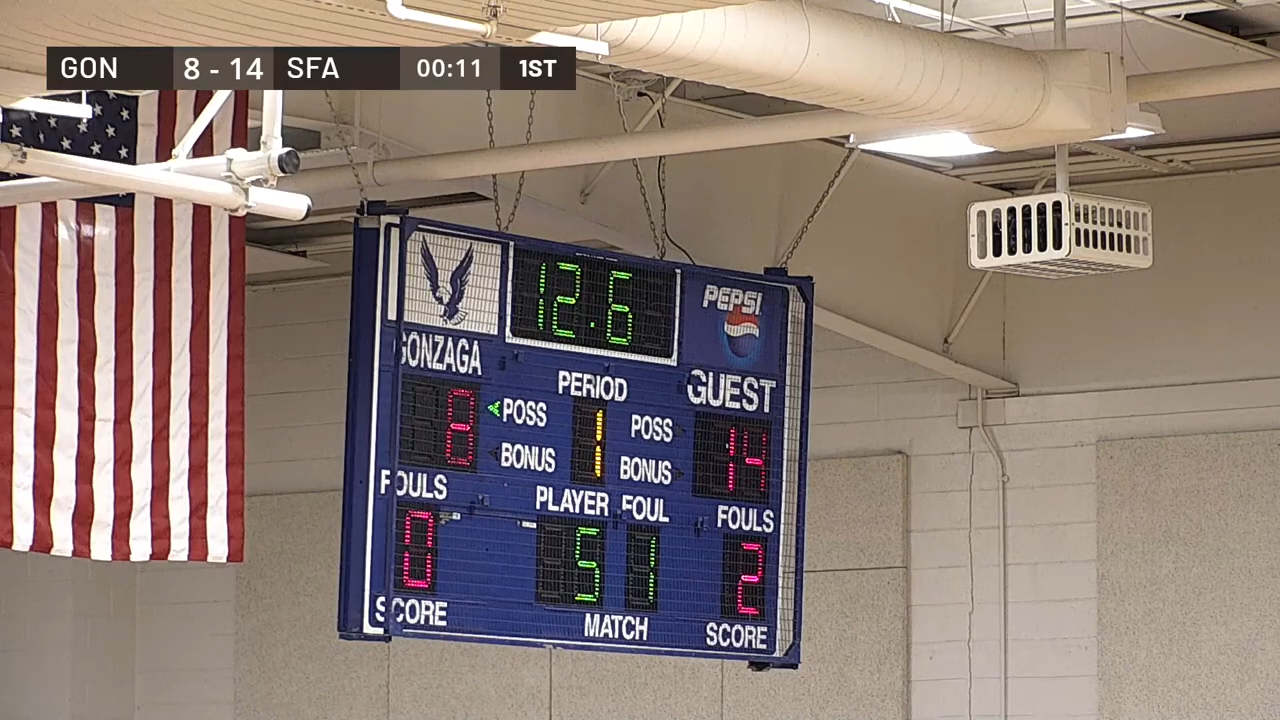 GON 8 - 14 SFA 00:11 1ST
12.6
PEPSI
GONZAGA
PERIOD
GUEST
8
POSS
1
POSS
14
BONUS
BONUS
FOULS
PLAYER FOUL
FOULS
0
5
1
2
SCORE
MATCH
SCORE